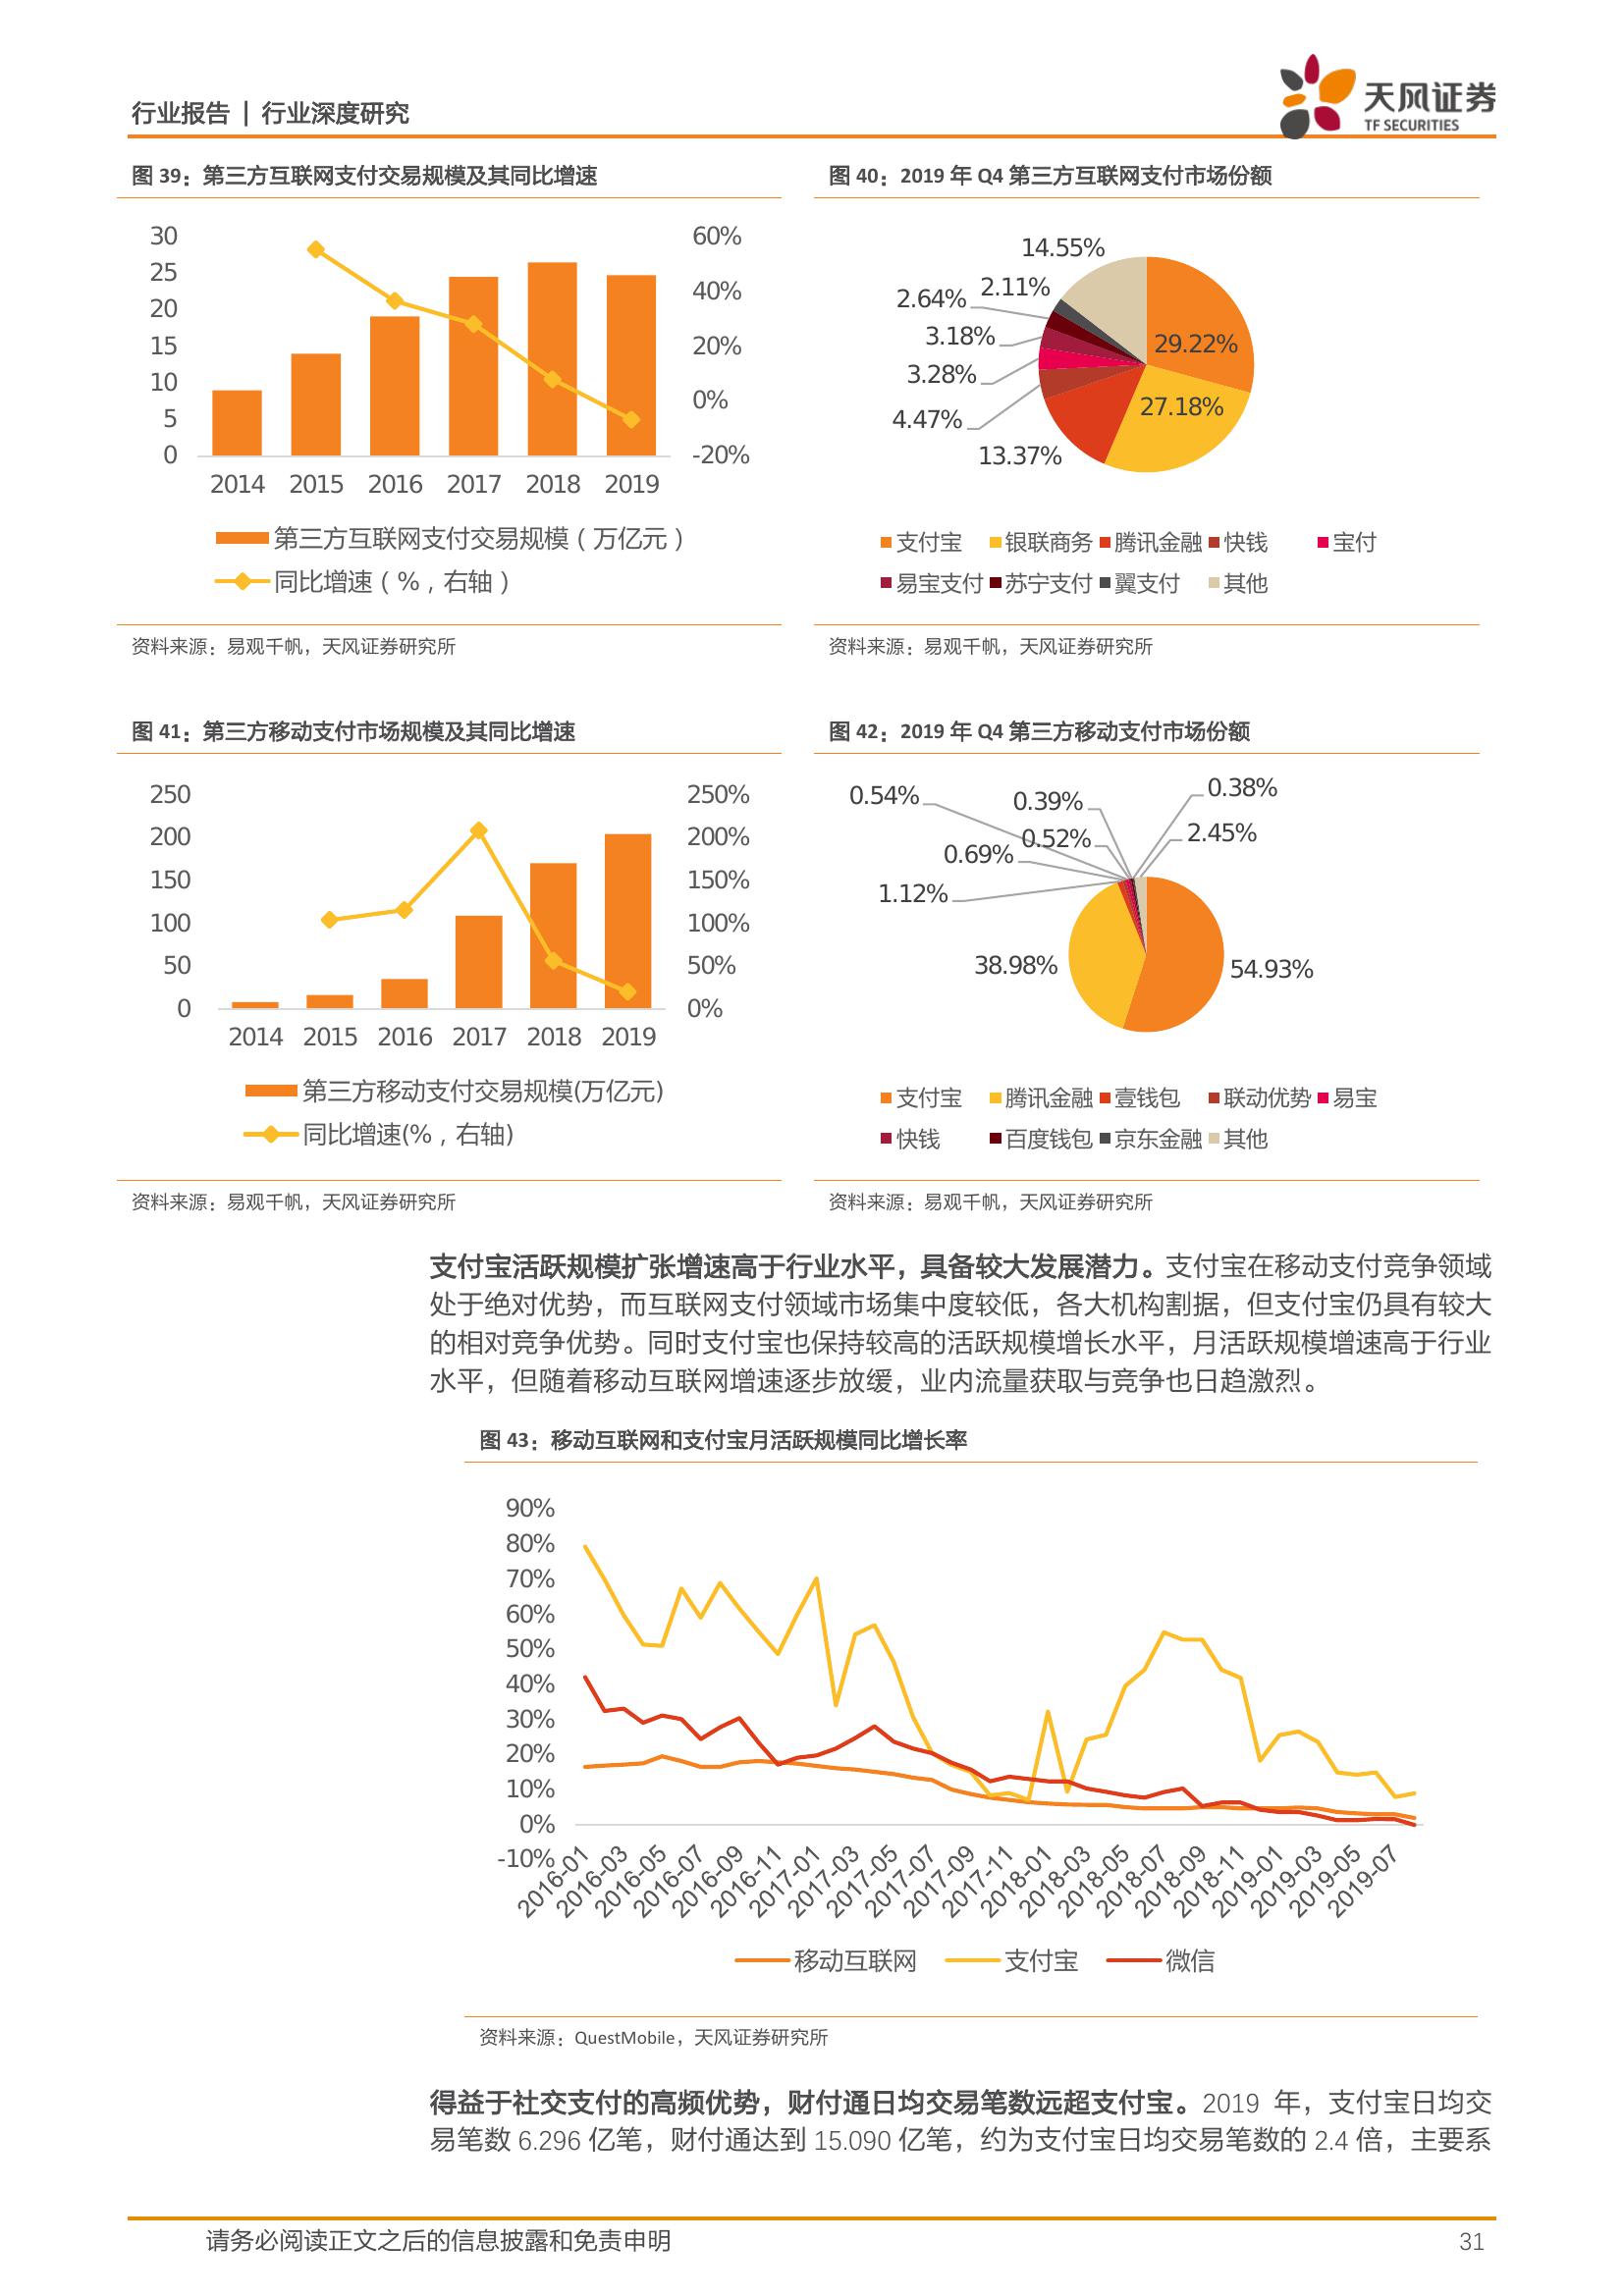 行业报告 | 行业深度研究
天风证券
TF SECURITIES
图 39：第三方互联网支付交易规模及其同比增速
30
25
20
15
10
5
0
60%
40%
20%
0%
-20%
2014 2015 2016 2017 2018 2019
第三方互联网支付交易规模（万亿元）
同比增速（%，右轴）
资料来源：易观千帆，天风证券研究所
图 40：2019 年 Q4 第三方互联网支付市场份额
14.55%
2.11%
2.64%
3.18%
3.28%
4.47%
13.37%
29.22%
27.18%
支付宝 银联商务 腾讯金融 快钱 宝付
易宝支付 苏宁支付 翼支付 其他
资料来源：易观千帆，天风证券研究所
图 41：第三方移动支付市场规模及其同比增速
250
200
150
100
50
0
250%
200%
150%
100%
50%
0%
2014 2015 2016 2017 2018 2019
第三方移动支付交易规模(万亿元)
同比增速(%，右轴)
资料来源：易观千帆，天风证券研究所
图 42：2019 年 Q4 第三方移动支付市场份额
0.54%
0.39%
0.38%
0.52%
2.45%
0.69%
1.12%
38.98%
54.93%
支付宝 腾讯金融 壹钱包 联动优势 易宝
快钱 百度钱包 京东金融 其他
资料来源：易观千帆，天风证券研究所
支付宝活跃规模扩张增速高于行业水平，具备较大发展潜力。支付宝在移动支付竞争领域
处于绝对优势，而互联网支付领域市场集中度较低，各大机构割据，但支付宝仍具有较大
的相对竞争优势。同时支付宝也保持较高的活跃规模增长水平，月活跃规模增速高于行业
水平，但随着移动互联网增速逐步放缓，业内流量获取与竞争也日趋激烈。
图 43：移动互联网和支付宝月活跃规模同比增长率
90%
80%
70%
60%
50%
40%
30%
20%
10%
0%
-10%
2016-01 2016-03 2016-05 2016-07 2016-09 2016-11 2017-01 2017-03 2017-05 2017-07 2017-09 2017-11 2018-01 2018-03 2018-05 2018-07 2018-09 2018-11 2019-01 2019-03 2019-05 2019-07
移动互联网 支付宝 微信
资料来源：QuestMobile，天风证券研究所
得益于社交支付的高频优势，财付通日均交易笔数远超支付宝。2019 年，支付宝日均交
易笔数 6.296 亿笔，财付通达到 15.090 亿笔，约为支付宝日均交易笔数的 2.4 倍，主要系
请务必阅读正文之后的信息披露和免责申明
31